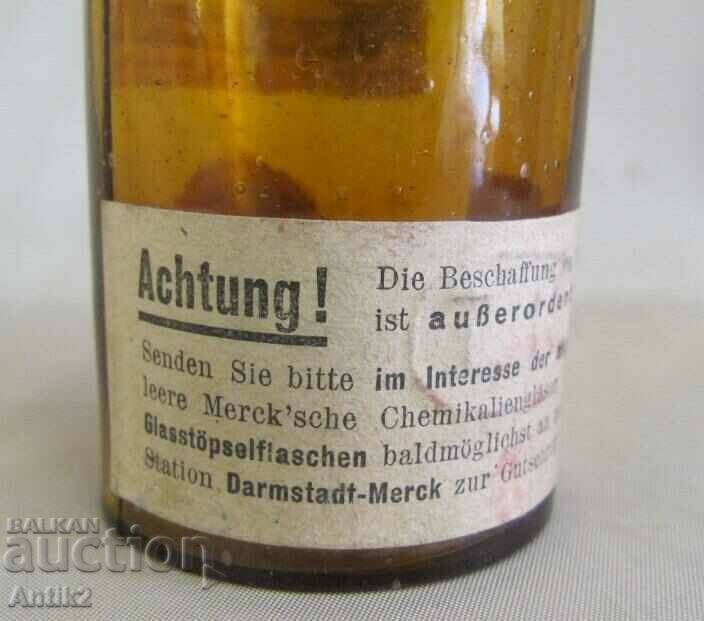 Achtung!
Die Beschaffung
ist außerorden
Senden Sie bitte im Interesse der
leere Merck'sche Chemikaliengläser
Glasstöpselflaschen baldmöglichst an
Station Darmstadt-Merck zur Gutschr
BALKAN
auction
Antik2